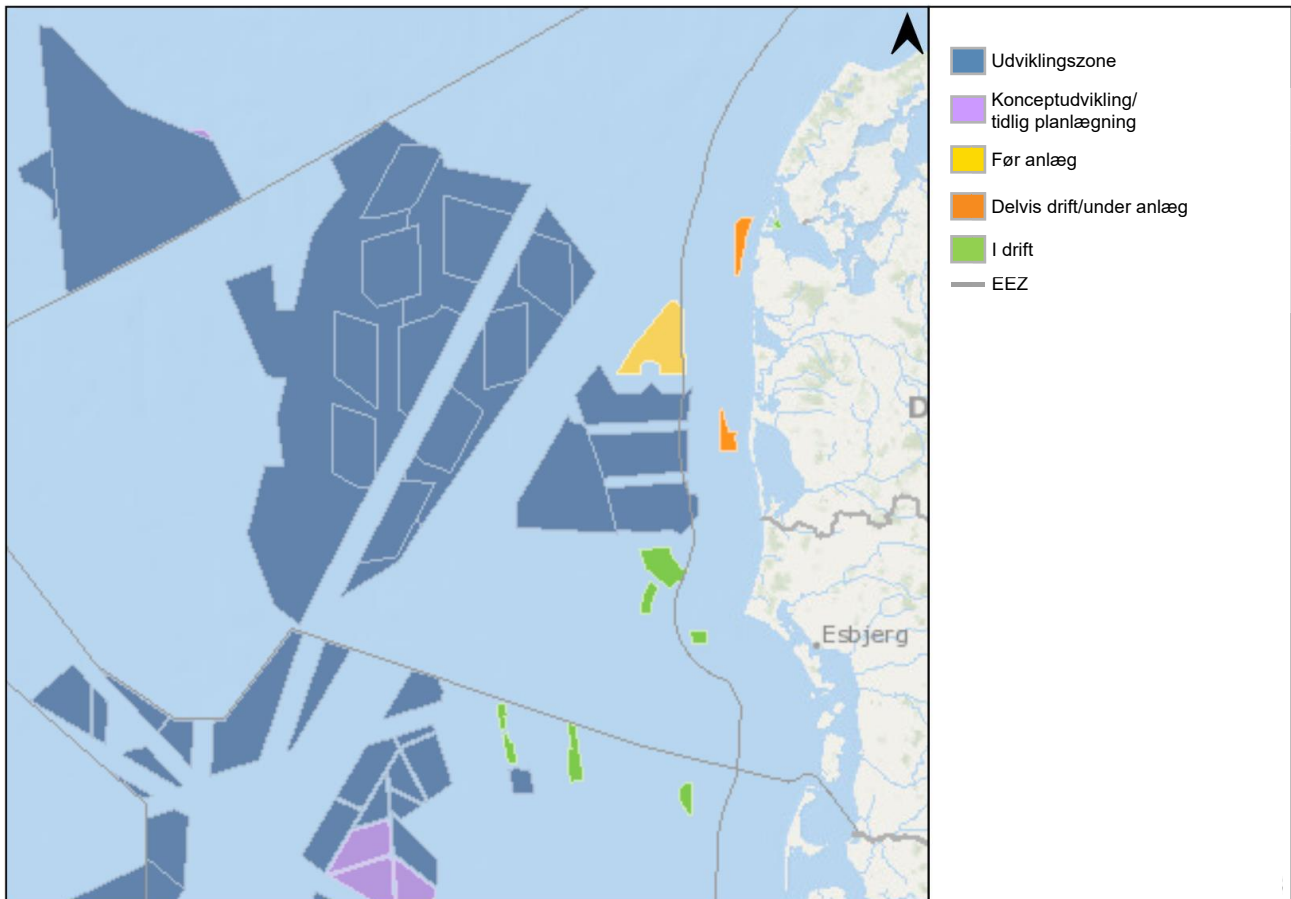 Udviklingszone
Konceptudvikling/
tidlig planlægning
Før anlæg
Delvis drift/under anlæg
I drift
EEZ
D
Esbjerg